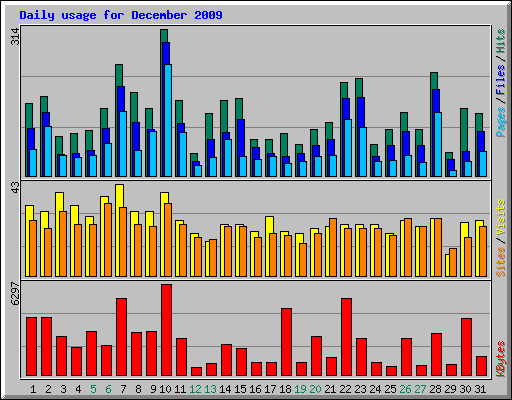 Daily usage for December 2009
314
43
6297
Pages / Files / Hits
Sites / Visits
KBytes
1 2 3 4 5 6 7 8 9 10 11 12 13 14 15 16 17 18 19 20 21 22 23 24 25 26 27 28 29 30 31